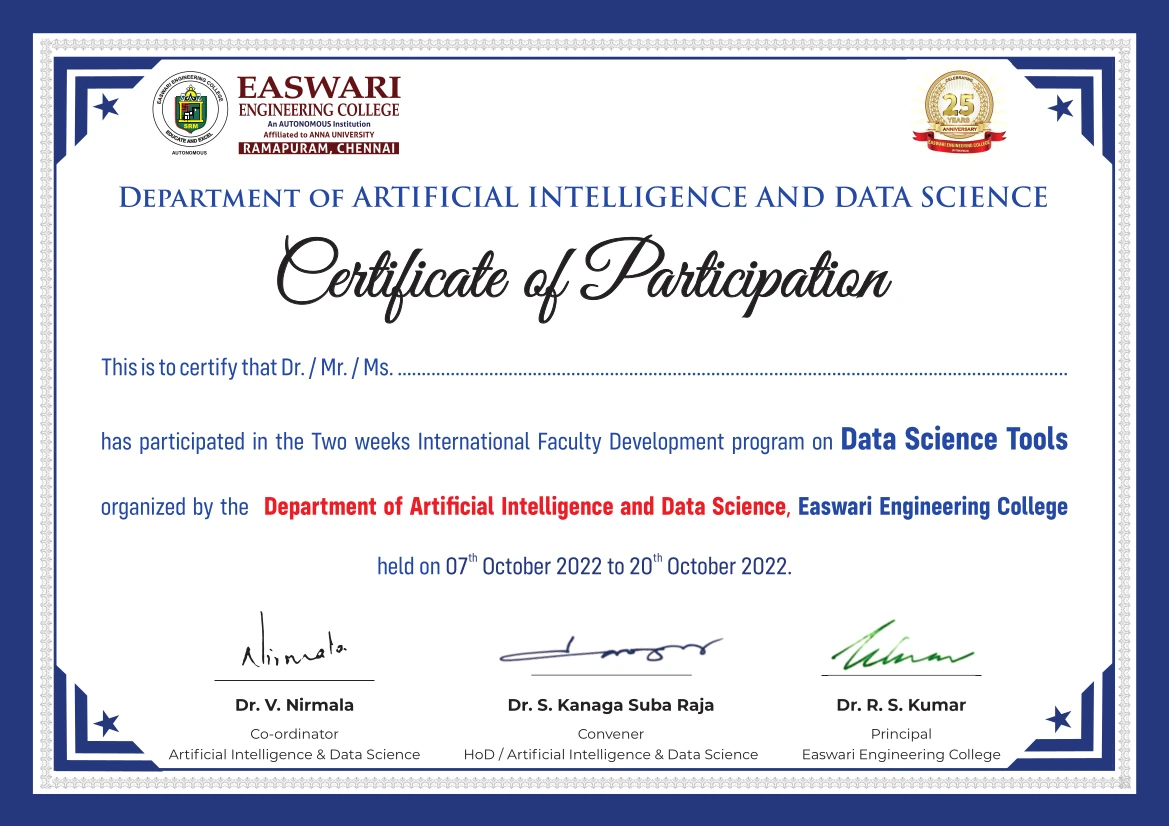 EASWARI ENGINEERING COLLEGE
SRM
EDUCATE AND EXCEL
AUTONOMOUS
EASWARI
ENGINEERING COLLEGE
An AUTONOMOUS Institution
Affiliated to ANNA UNIVERSITY
RAMAPURAM, CHENNAI
CELEBRATING
25
YEARS
ANNIVERSARY
EASWARI ENGINEERING COLLEGE
DEPARTMENT OF ARTIFICIAL INTELLIGENCE AND DATA SCIENCE
Certificate of Participation
This is to certify that Dr. / Mr. / Ms. ..........................................................................................
has participated in the Two weeks International Faculty Development program on Data Science Tools
organized by the Department of Artificial Intelligence and Data Science, Easwari Engineering College
held on 07th October 2022 to 20th October 2022.
Nirmala
Dr. V. Nirmala
Co-ordinator
Artificial Intelligence & Data Science
Dr. S. Kanaga Suba Raja
Convener
HoD / Artificial Intelligence & Data Science
Dr. R. S. Kumar
Principal
Easwari Engineering College